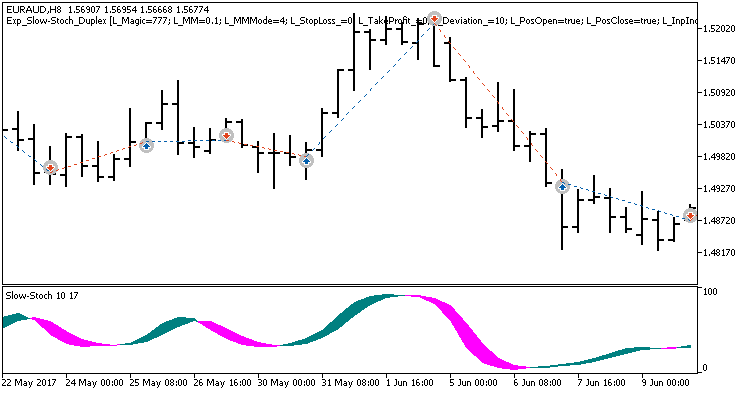 EURAUD,H8 1.56907 1.56954 1.56668 1.56774
Exp_Slow-Stoch_Duplex [L_Magic=777; L_MM=0.1; L_MMMode=4; L_StopLoss_=0; L_TakeProfit_=0; L_Deviation_=10; L_PosOpen=true; L_PosClose=true; L_InpInd
1.52020
1.51470
1.50920
1.50370
1.49820
1.49270
1.48720
1.48170
Slow-Stoch 10 17
100
0
22 May 2017 24 May 00:00 25 May 08:00 26 May 16:00 30 May 00:00 31 May 08:00 1 Jun 16:00 5 Jun 00:00 6 Jun 08:00 7 Jun 16:00 9 Jun 00:00